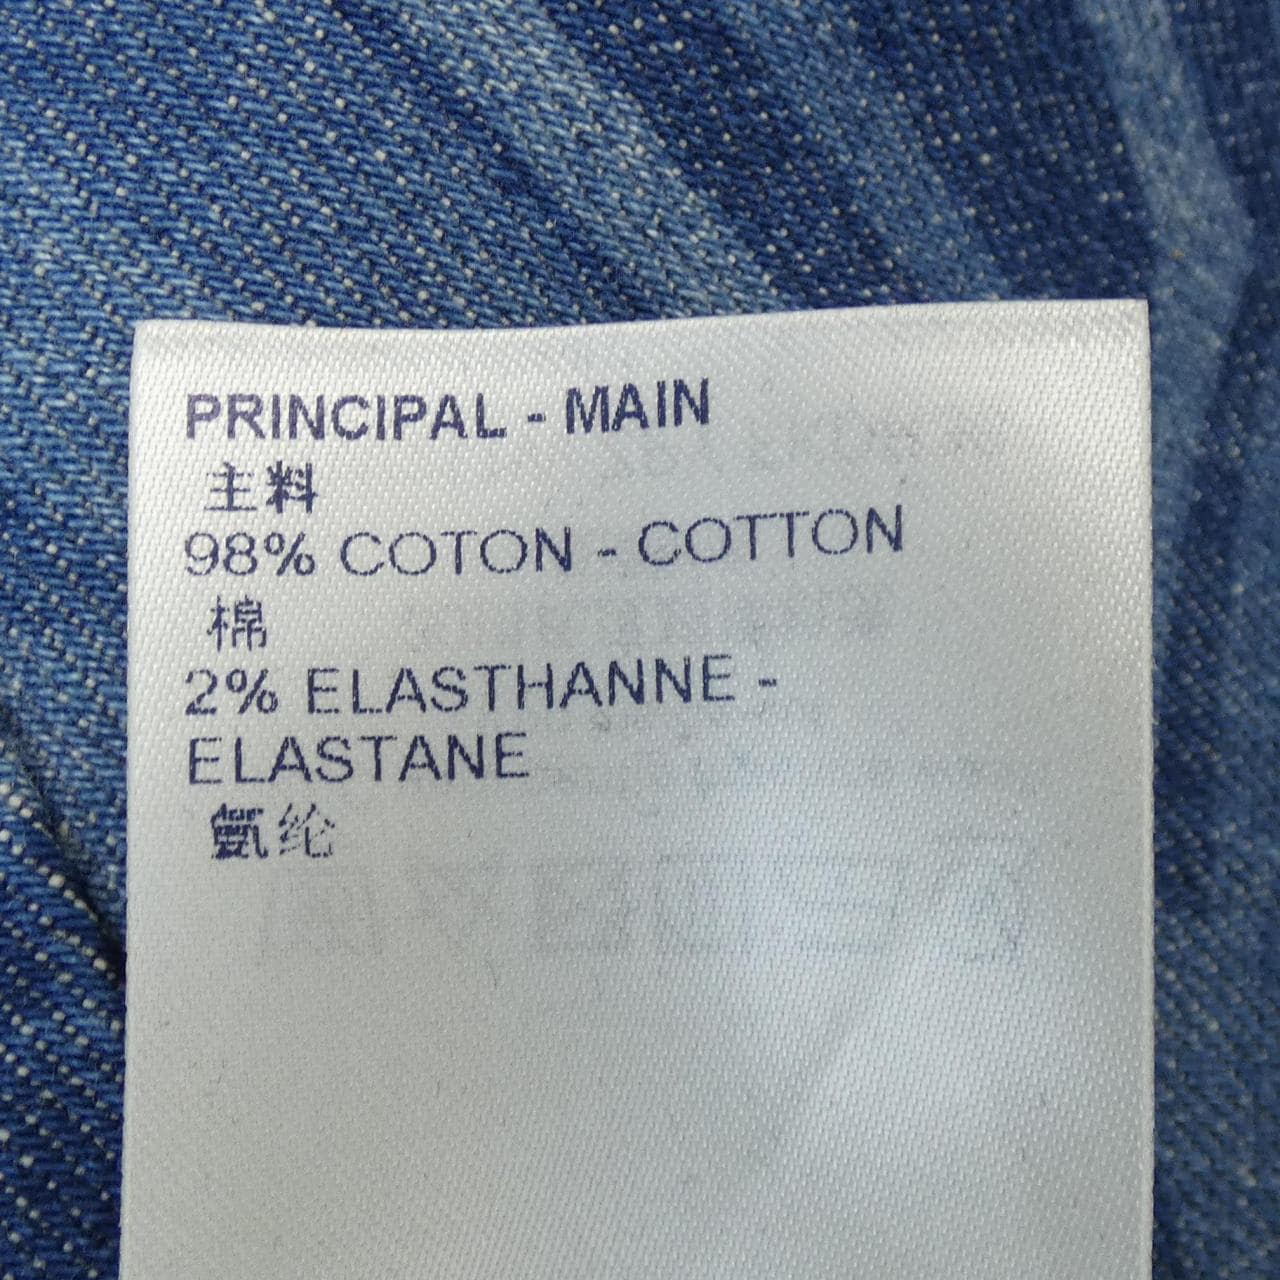 PRINCIPAL - MAIN
主料
98% COTON - COTTON
棉
2% ELASTHANNE -
ELASTANE
氨纶